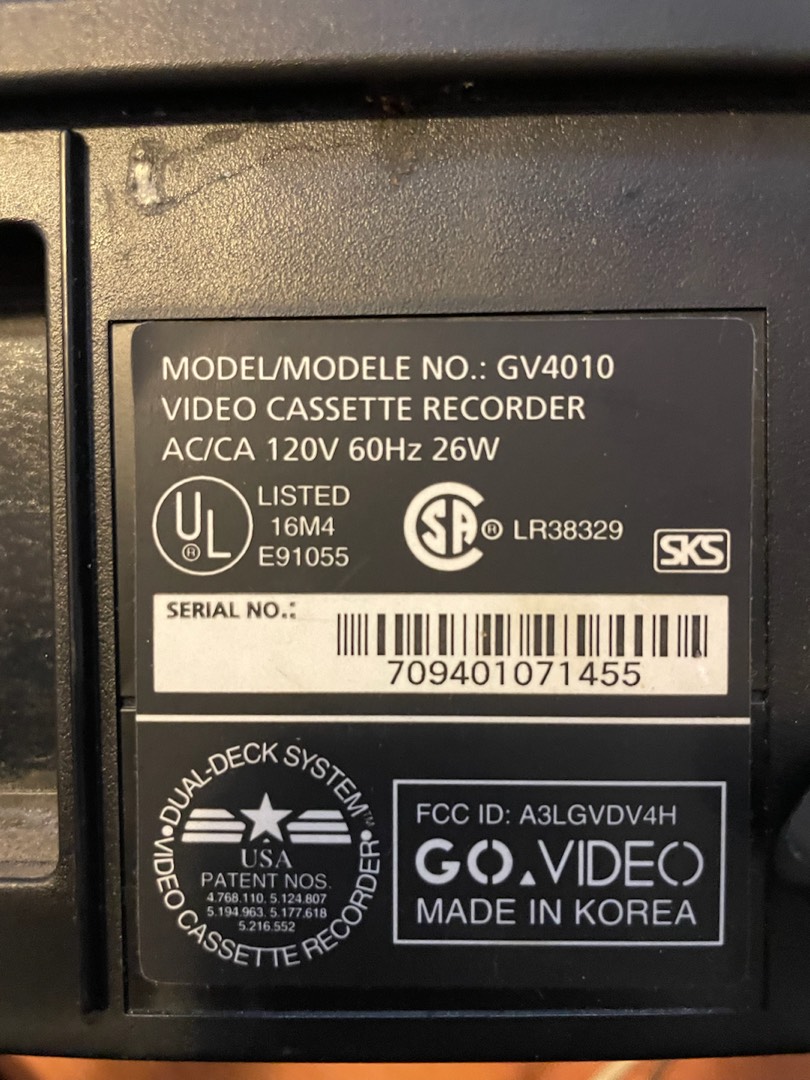 MODEL/MODELE NO.: GV4010
VIDEO CASSETTE RECORDER
AC/CA 120V 60Hz 26W
UL ®
LISTED
16M4
E91055
SA ® LR38329
SKS
SERIAL NO.:
709401071455
•DUAL-DECK SYSTEM™
•VIDEO CASSETTE RECORDER
USA
PATENT NOS.
4.768.110. 5.124.807
5.194.963. 5.177.618
5.216.552
FCC ID: A3LGVDV4H
GO.VIDEO
MADE IN KOREA